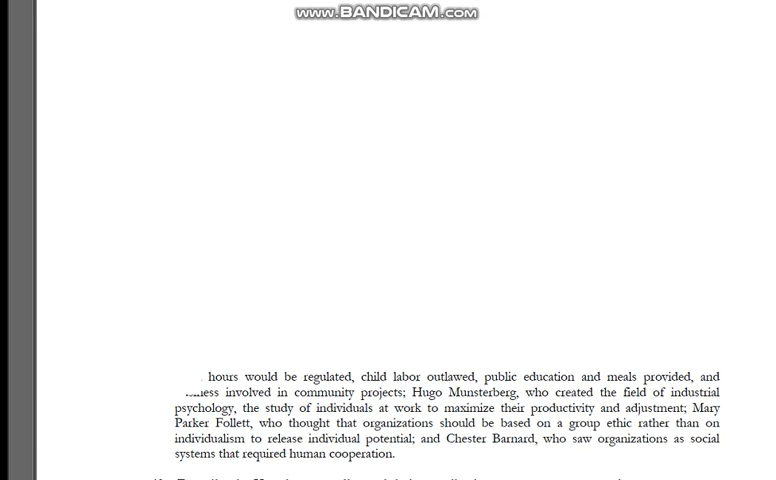 www.BANDICAM.com
hours would be regulated, child labor outlawed, public education and meals provided, and
involved in community projects; Hugo Munsterberg, who created the field of industrial
psychology, the study of individuals at work to maximize their productivity and adjustment; Mary
Parker Follett, who thought that organizations should be based on a group ethic rather than on
individualism to release individual potential; and Chester Barnard, who saw organizations as social
systems that required human cooperation.